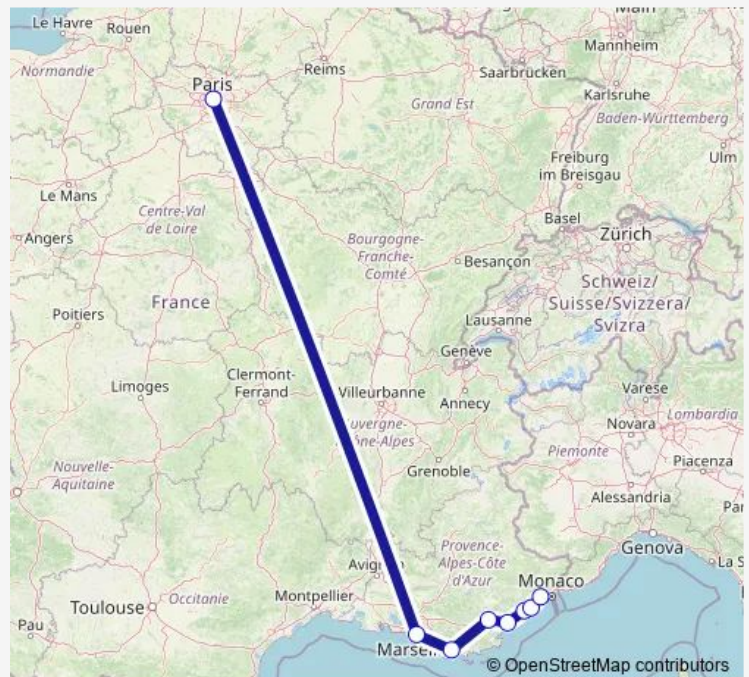 Le Havre
Rouen
Mannheim
Reims
Saarbrücken
Normandie
Paris
Karlsruhe
Grand Est
Baden-Württemberg
Freiburg
im Breisgau
Ulm
Le Mans
Centre-Val
de Loire
Basel
Zürich
Angers
Bourgogne-
Franche-
Comté
Besançon
Schweiz/
Suisse/Svizzera/
Svizra
France
Poitiers
Lausanne
Genève
Clermont-
Ferrand
Limoges
Villeurbanne
Annecy
Varese
Lombardia
Novara
Grenoble
Piemonte
Piacenza
Nouvelle-
Aquitaine
Alessandria
Provence-
Alpes-Côte
d'Azur
Genova
Monaco
Montpellier
Occitanie
Toulouse
Pau
© OpenStreetMap contributors